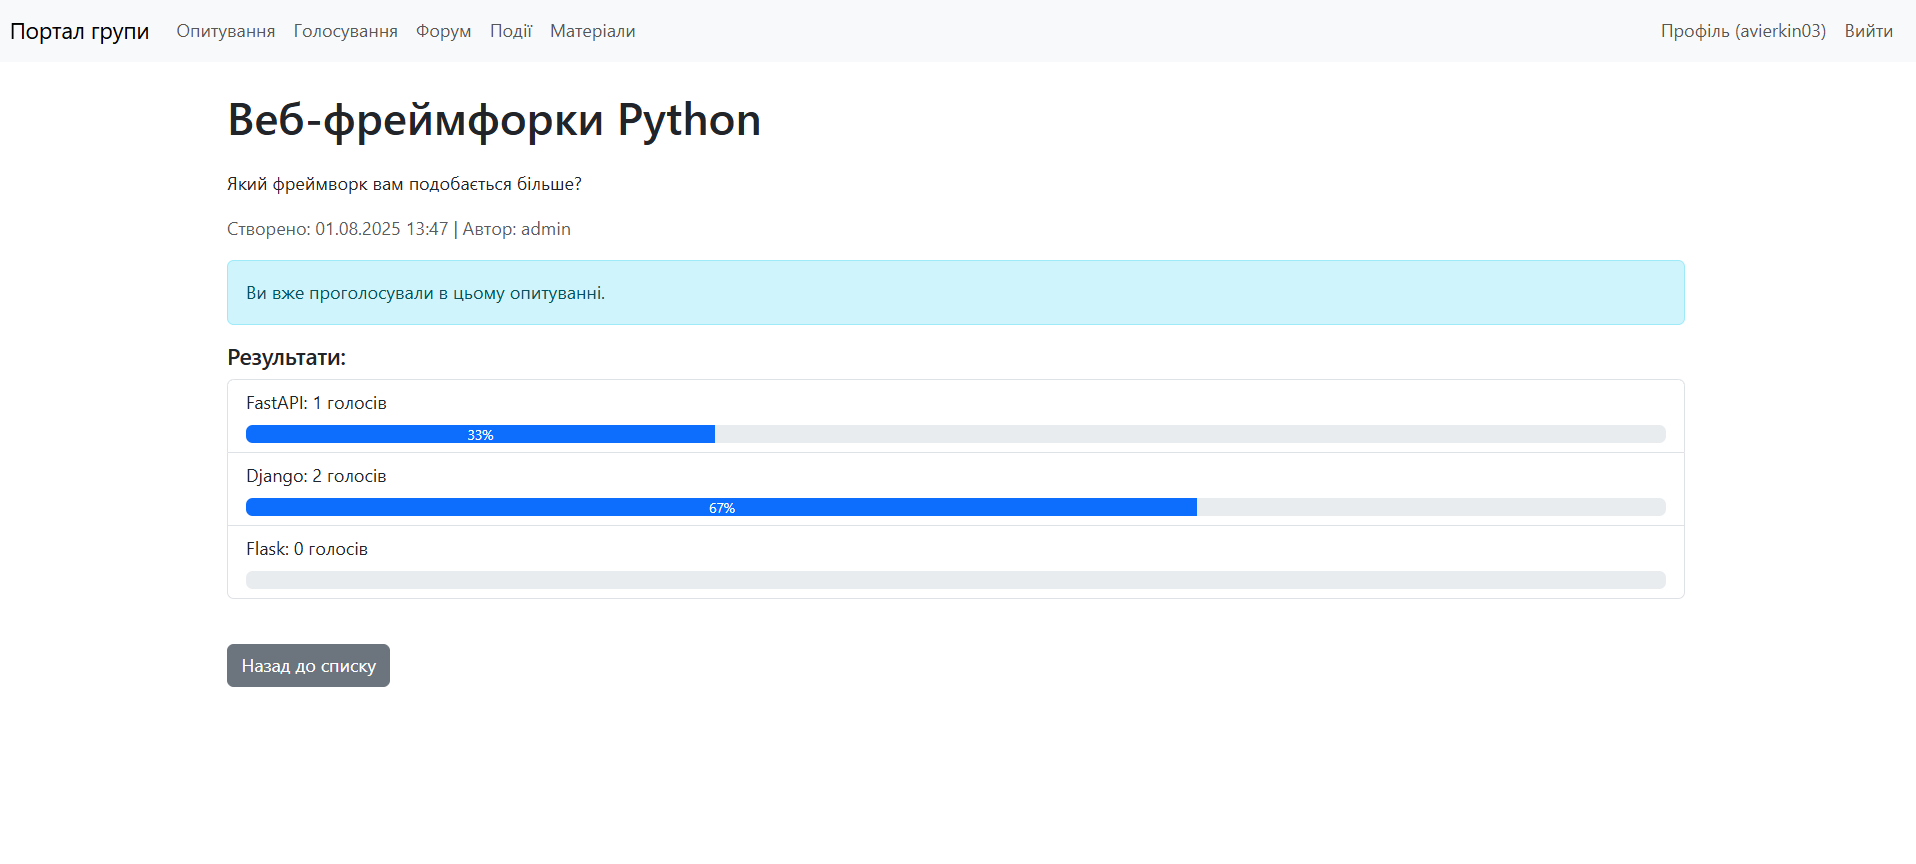 Портал групи Опитування Голосування Форум Події Матеріали Профіль (avierkin03) Вийти
Веб-фреймфорки Python
Який фреймворк вам подобається більше?
Створено: 01.08.2025 13:47 | Автор: admin
Ви вже проголосували в цьому опитуванні.
Результати:
FastAPI: 1 голосів
33%
Django: 2 голосів
67%
Flask: 0 голосів
Назад до списку